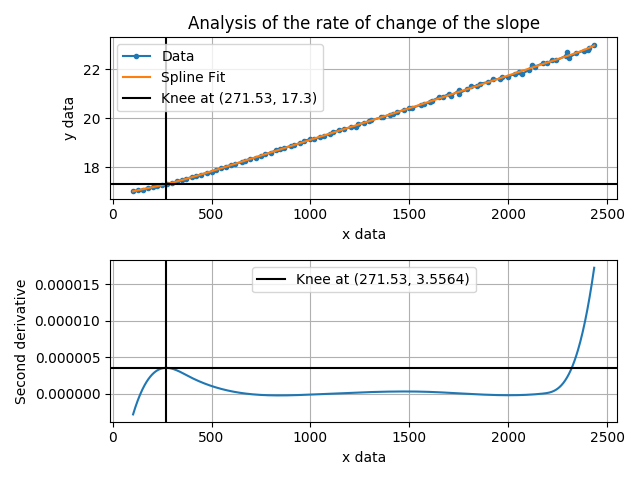 Analysis of the rate of change of the slope
Data
Spline Fit
Knee at (271.53, 17.3)
y data
22
20
18
0
500
1000
1500
2000
2500
x data
Knee at (271.53, 3.5564)
Second derivative
0.000015
0.000010
0.000005
0.000000
0
500
1000
1500
2000
2500
x data